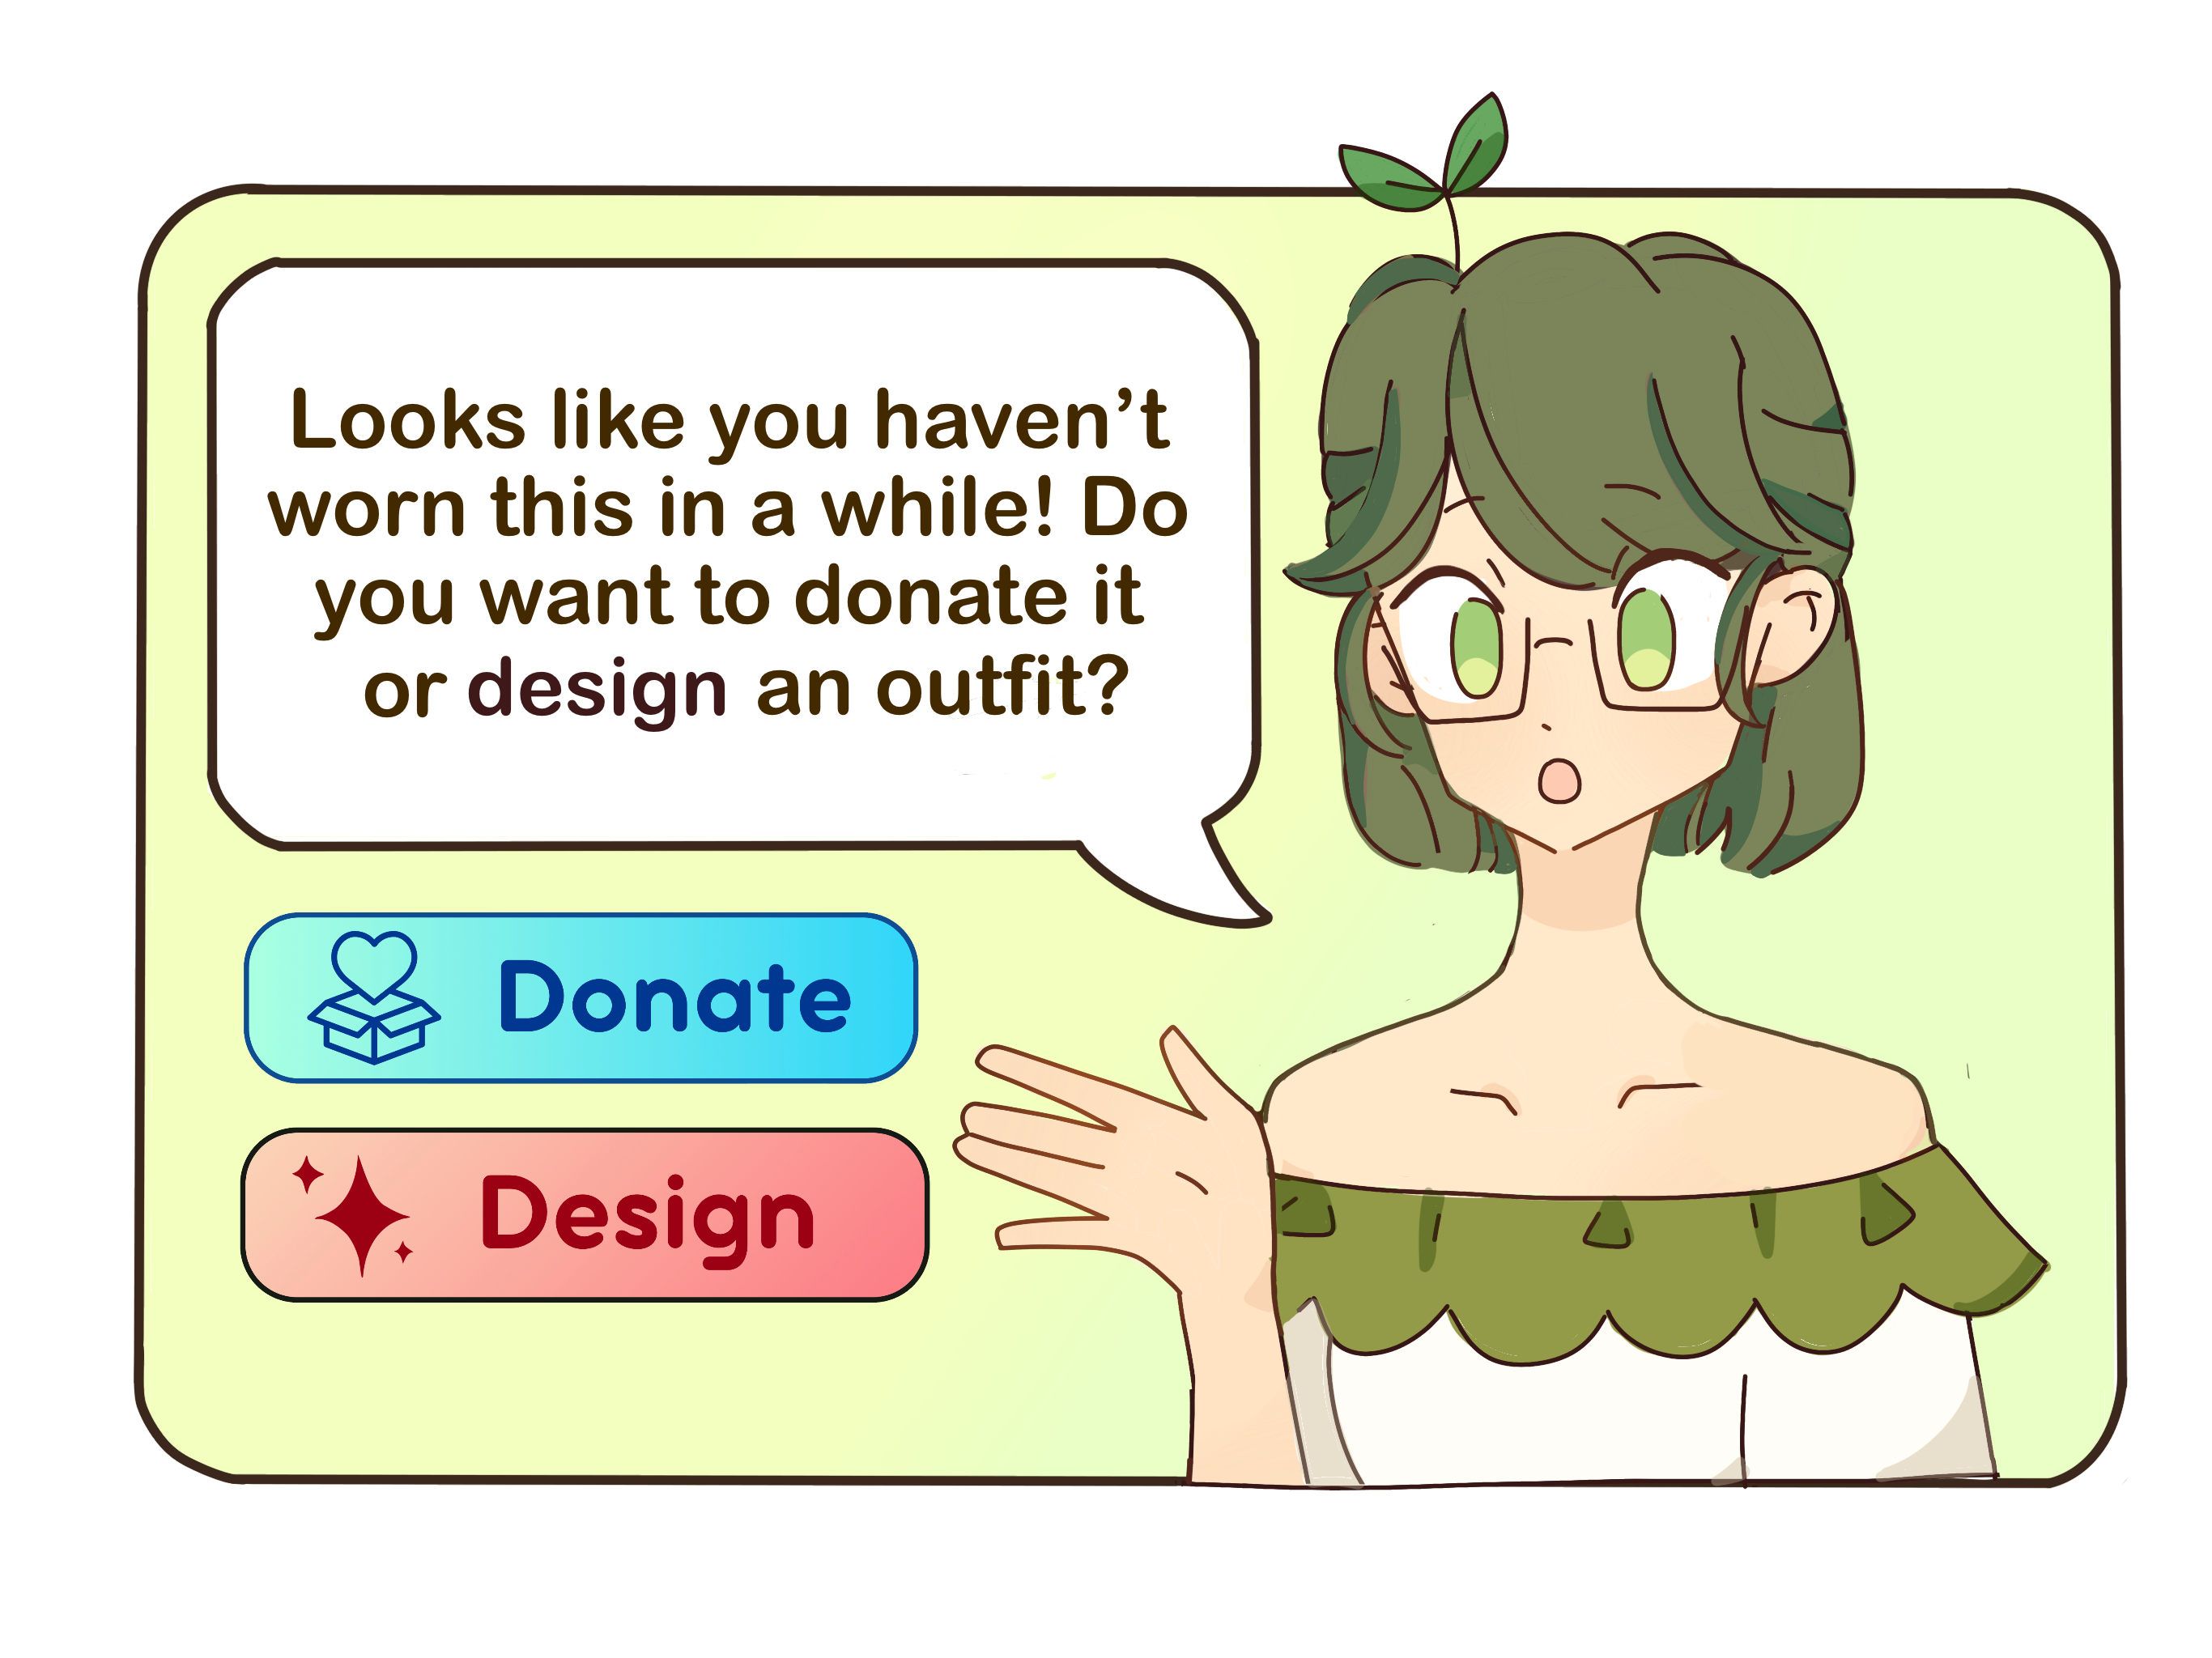 Looks like you haven’t
worn this in a while! Do
you want to donate it
or design an outfit?
Donate
Design